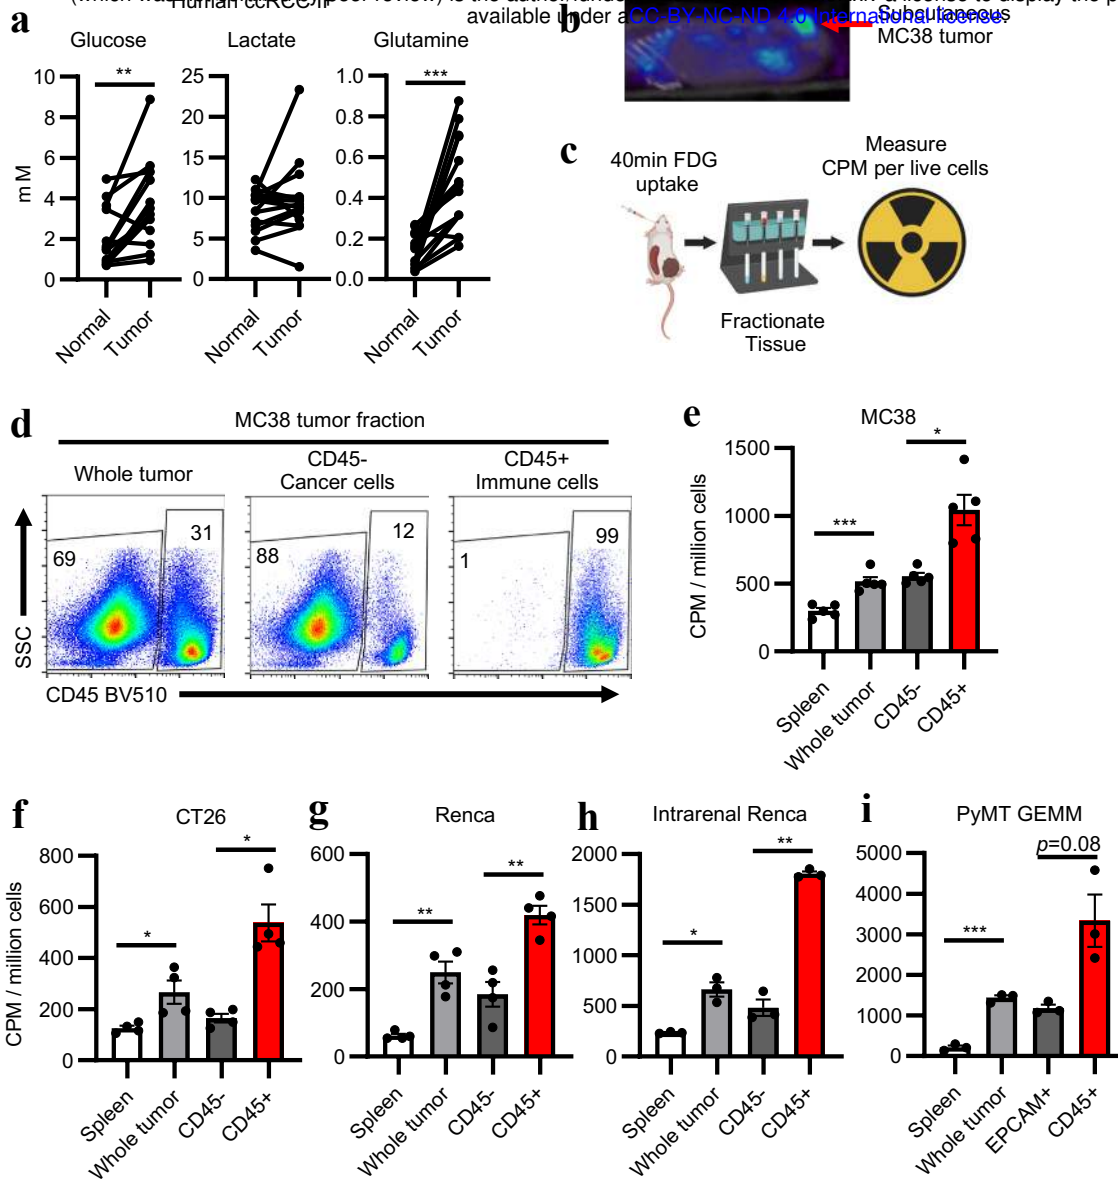 available under aCC-BY-NC-ND 4.0 International license.
a
Glucose
Lactate
Glutamine
**
***
mM
10
8
6
4
2
0
25
20
15
10
5
0
1.0
0.8
0.6
0.4
0.2
0.0
Normal
Tumor
Normal
Tumor
Normal
Tumor
b
Subcutaneous
MC38 tumor
c
40min FDG
uptake
Fractionate
Tissue
Measure
CPM per live cells
d
MC38 tumor fraction
Whole tumor
CD45-
Cancer cells
CD45+
Immune cells
69
31
88
12
1
99
SSC
CD45 BV510
e
MC38
CPM / million cells
1500
1000
500
0
***
*
Spleen
Whole tumor
CD45-
CD45+
f
CT26
CPM / million cells
800
600
400
200
0
*
*
Spleen
Whole tumor
CD45-
CD45+
g
Renca
600
400
200
0
**
**
Spleen
Whole tumor
CD45-
CD45+
h
Intrarenal Renca
2000
1500
1000
500
0
*
**
Spleen
Whole tumor
CD45-
CD45+
i
PyMT GEMM
5000
4000
3000
2000
1000
0
***
p=0.08
Spleen
Whole tumor
EPCAM+
CD45+